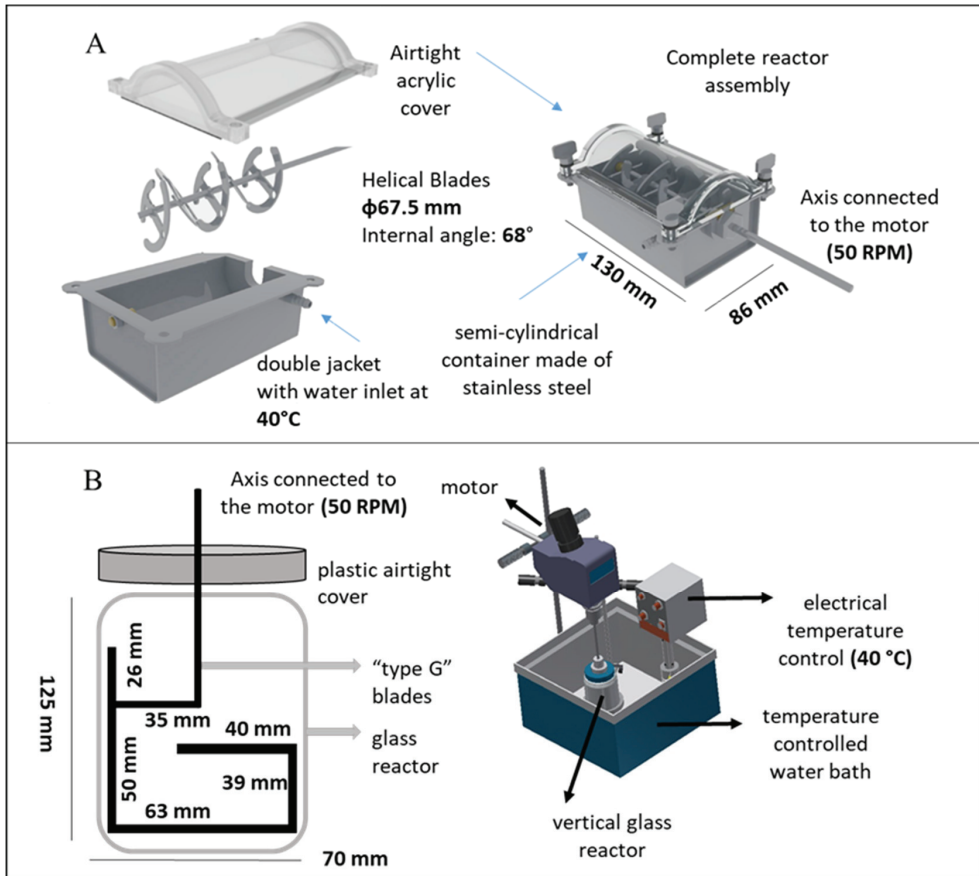 A
Airtight
acrylic
cover
Complete reactor
assembly
Helical Blades
ϕ67.5 mm
Internal angle: 68°
Axis connected
to the motor
(50 RPM)
130 mm
86 mm
double jacket
with water inlet at
40°C
semi-cylindrical
container made of
stainless steel
B
Axis connected to
the motor (50 RPM)
plastic airtight
cover
125 mm
26 mm
35 mm
50 mm
40 mm
39 mm
63 mm
70 mm
“type G”
blades
glass
reactor
motor
electrical
temperature
control (40 °C)
temperature
controlled
water bath
vertical glass
reactor